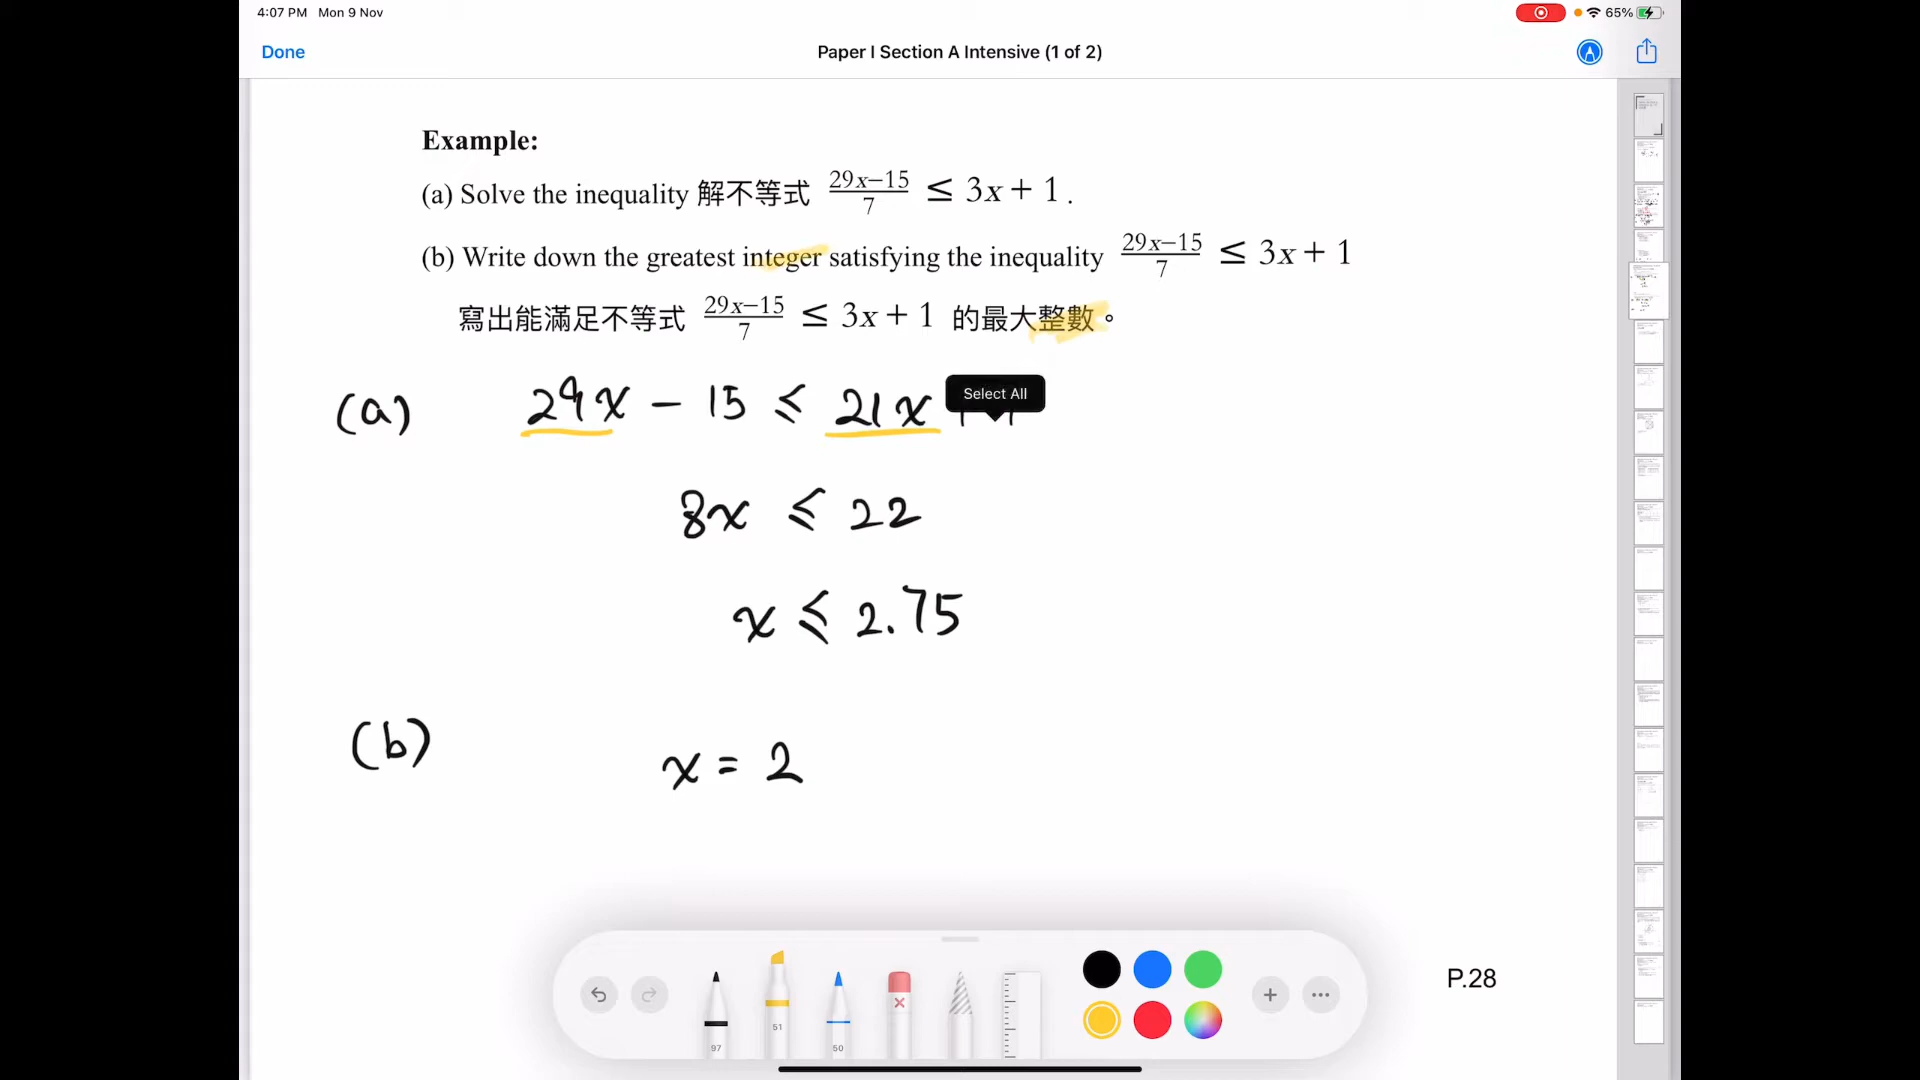 4:07 PM Mon 9 Nov 65%
Done Paper I Section A Intensive (1 of 2)
Example:
(a) Solve the inequality 解不等式 29x−15/7 ≤ 3x + 1 .
(b) Write down the greatest integer satisfying the inequality 29x−15/7 ≤ 3x + 1
寫出能滿足不等式 29x−15/7 ≤ 3x + 1 的最大整數。
Select All
(a) 29x − 15 ≤ 21x
8x ≤ 22
x ≤ 2.75
(b) x = 2
97 51 50
P.28